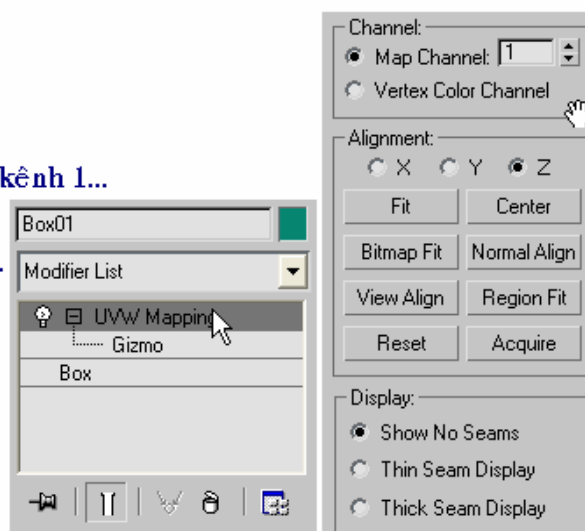 kênh 1...
Box01
Modifier List
UVW Mapping
Gizmo
Box
Channel:
Map Channel: 1
Vertex Color Channel
Alignment:
X Y Z
Fit Center
Bitmap Fit Normal Align
View Align Region Fit
Reset Acquire
Display:
Show No Seams
Thin Seam Display
Thick Seam Display